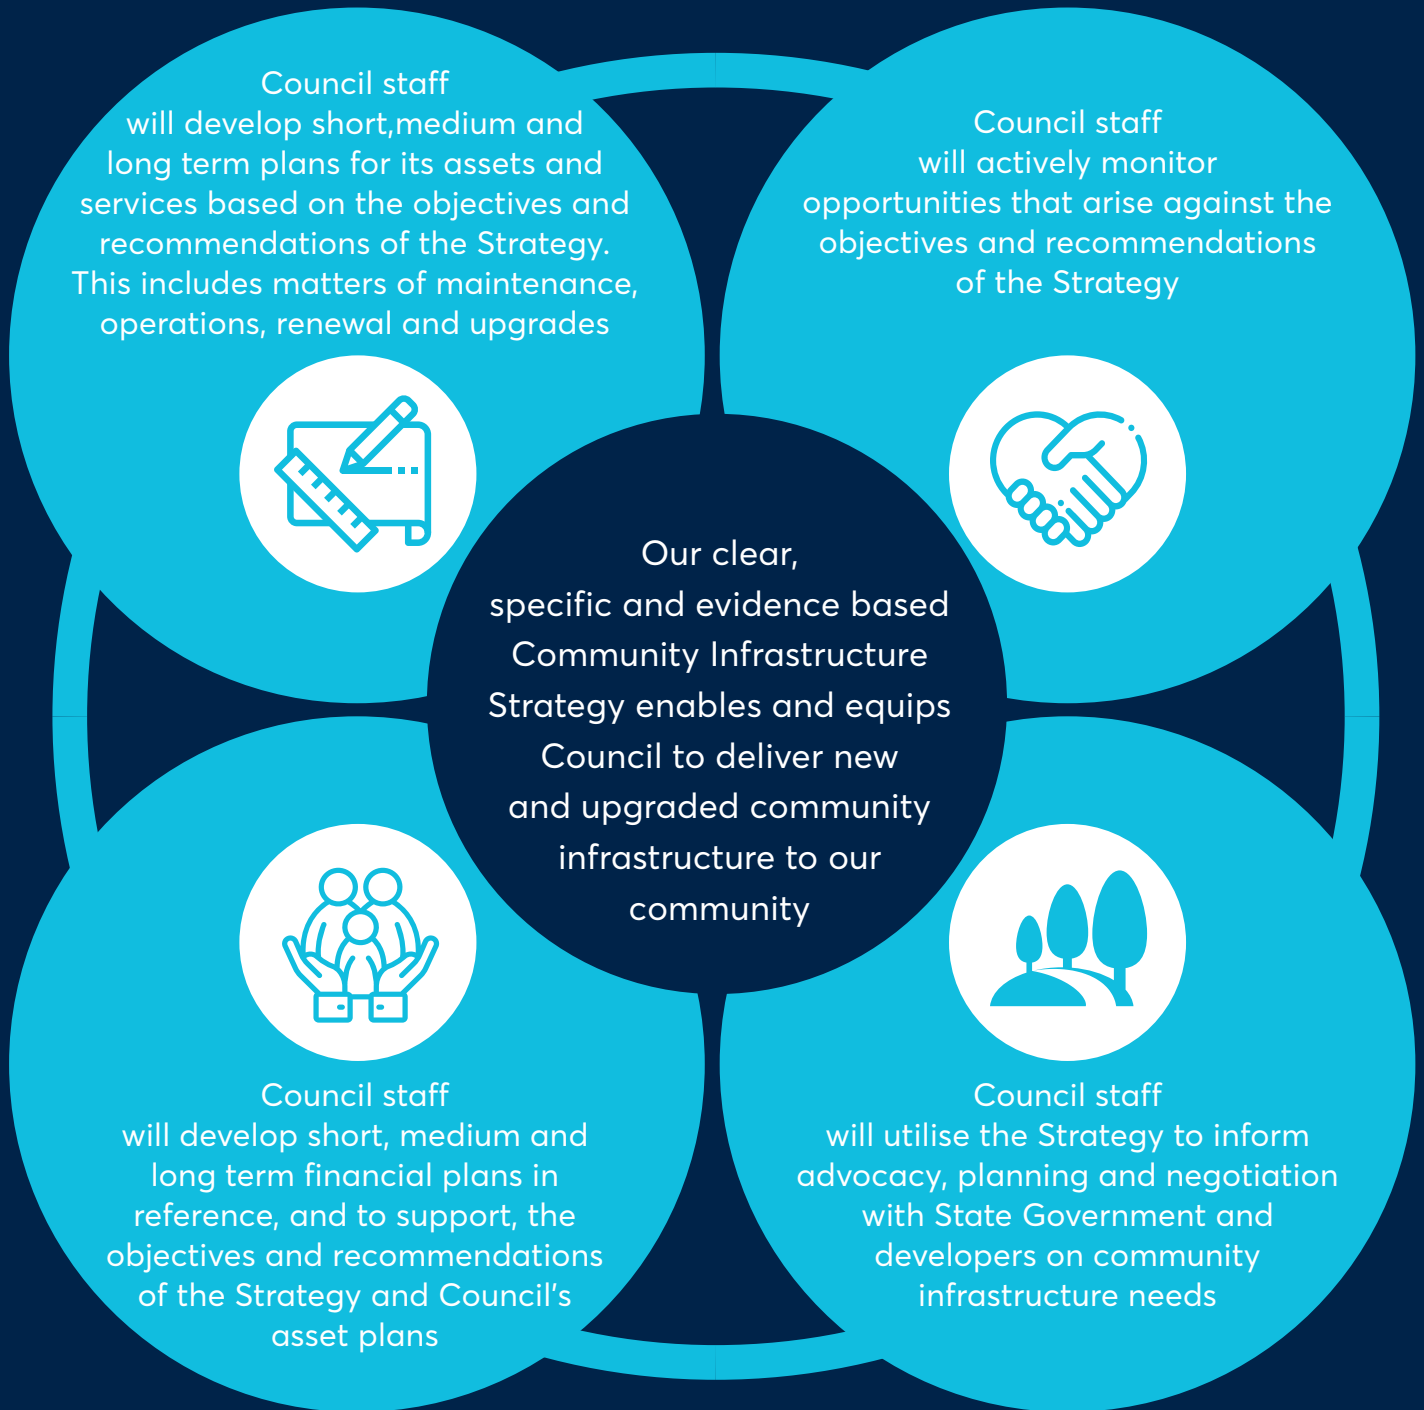 Council staff
will develop short,medium and
long term plans for its assets and
services based on the objectives and
recommendations of the Strategy.
This includes matters of maintenance,
operations, renewal and upgrades
Council staff
will actively monitor
opportunities that arise against the
objectives and recommendations
of the Strategy
Our clear,
specific and evidence based
Community Infrastructure
Strategy enables and equips
Council to deliver new
and upgraded community
infrastructure to our
community
Council staff
will develop short, medium and
long term financial plans in
reference, and to support, the
objectives and recommendations
of the Strategy and Council's
asset plans
Council staff
will utilise the Strategy to inform
advocacy, planning and negotiation
with State Government and
developers on community
infrastructure needs